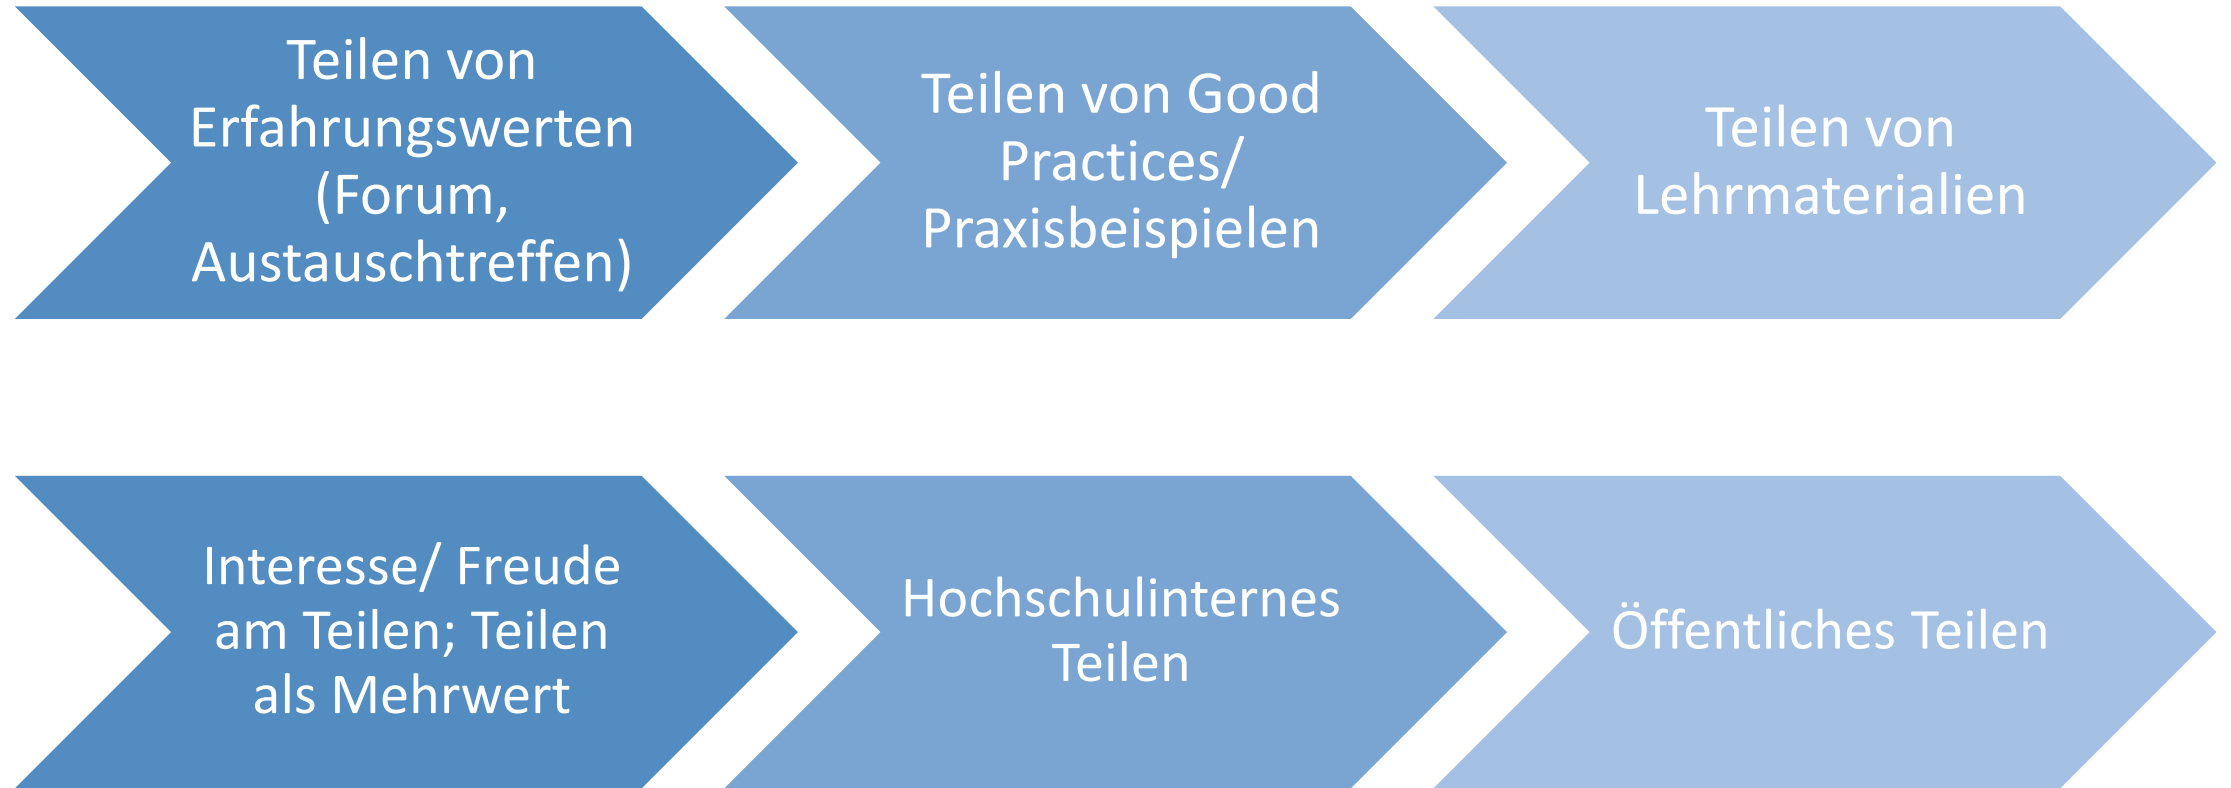 Teilen von
Erfahrungswerten
(Forum,
Austauschtreffen)
Teilen von Good
Practices/
Praxisbeispielen
Teilen von
Lehrmaterialien
Interesse/ Freude
am Teilen; Teilen
als Mehrwert
Hochschulinternes
Teilen
Öffentliches Teilen